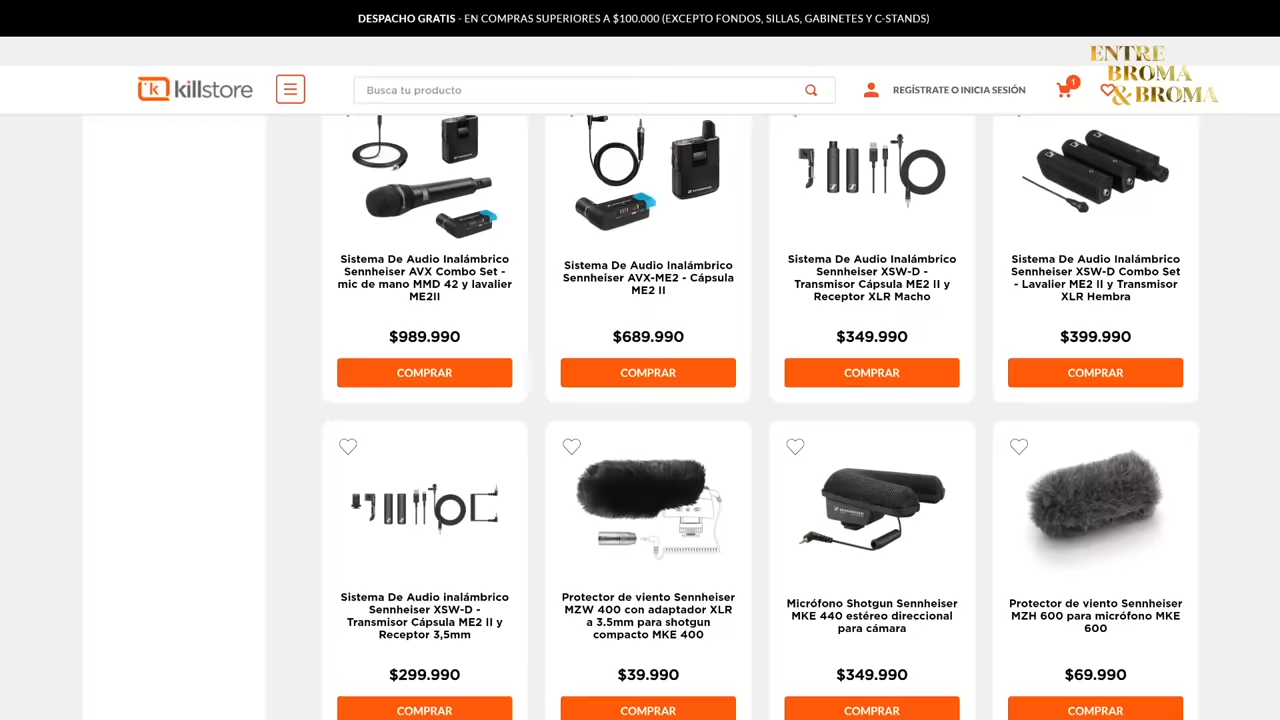 DESPACHO GRATIS - EN COMPRAS SUPERIORES A $100.000 (EXCEPTO FONDOS, SILLAS, GABINETES Y C-STANDS)
ENTRE
BROMA
& BROMA
k killstore
Busca tu producto
REGÍSTRATE O INICIA SESIÓN
1
Sistema De Audio Inalámbrico
Sennheiser AVX Combo Set -
mic de mano MMD 42 y lavalier
ME2II
$989.990
COMPRAR
Sistema De Audio Inalámbrico
Sennheiser AVX-ME2 - Cápsula
ME2 II
$689.990
COMPRAR
Sistema De Audio Inalámbrico
Sennheiser XSW-D -
Transmisor Cápsula ME2 II y
Receptor XLR Macho
$349.990
COMPRAR
Sistema De Audio Inalámbrico
Sennheiser XSW-D Combo Set
- Lavalier ME2 II y Transmisor
XLR Hembra
$399.990
COMPRAR
Sistema De Audio inalámbrico
Sennheiser XSW-D -
Transmisor Cápsula ME2 II y
Receptor 3,5mm
$299.990
COMPRAR
Protector de viento Sennheiser
MZW 400 con adaptador XLR
a 3.5mm para shotgun
compacto MKE 400
$39.990
COMPRAR
Micrófono Shotgun Sennheiser
MKE 440 estéreo direccional
para cámara
$349.990
COMPRAR
Protector de viento Sennheiser
MZH 600 para micrófono MKE
600
$69.990
COMPRAR